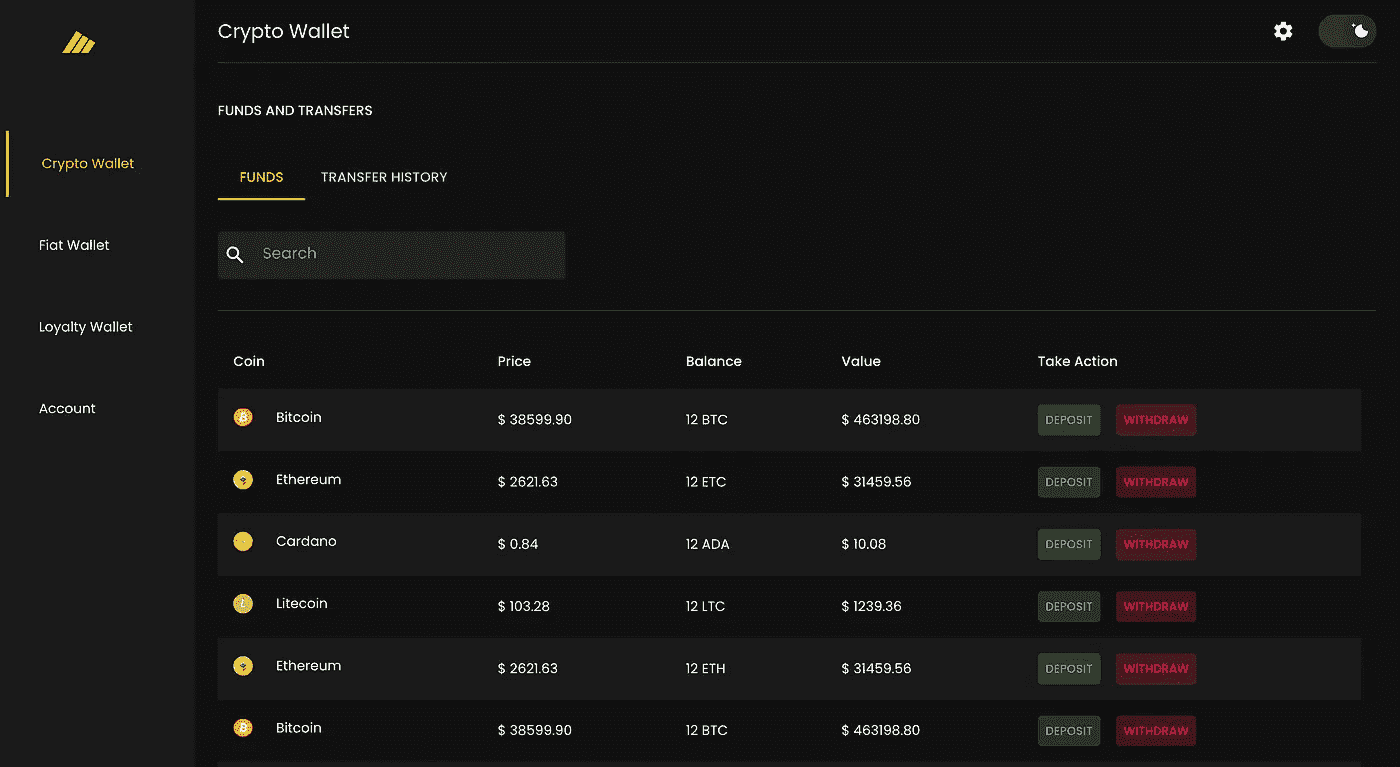 Crypto Wallet
FUNDS AND TRANSFERS
Crypto Wallet
Fiat Wallet
Loyalty Wallet
Account
FUNDS TRANSFER HISTORY
Search
Coin Price Balance Value Take Action
Bitcoin $ 38599.90 12 BTC $ 463198.80 DEPOSIT WITHDRAW
Ethereum $ 2621.63 12 ETC $ 31459.56 DEPOSIT WITHDRAW
Cardano $ 0.84 12 ADA $ 10.08 DEPOSIT WITHDRAW
Litecoin $ 103.28 12 LTC $ 1239.36 DEPOSIT WITHDRAW
Ethereum $ 2621.63 12 ETH $ 31459.56 DEPOSIT WITHDRAW
Bitcoin $ 38599.90 12 BTC $ 463198.80 DEPOSIT WITHDRAW